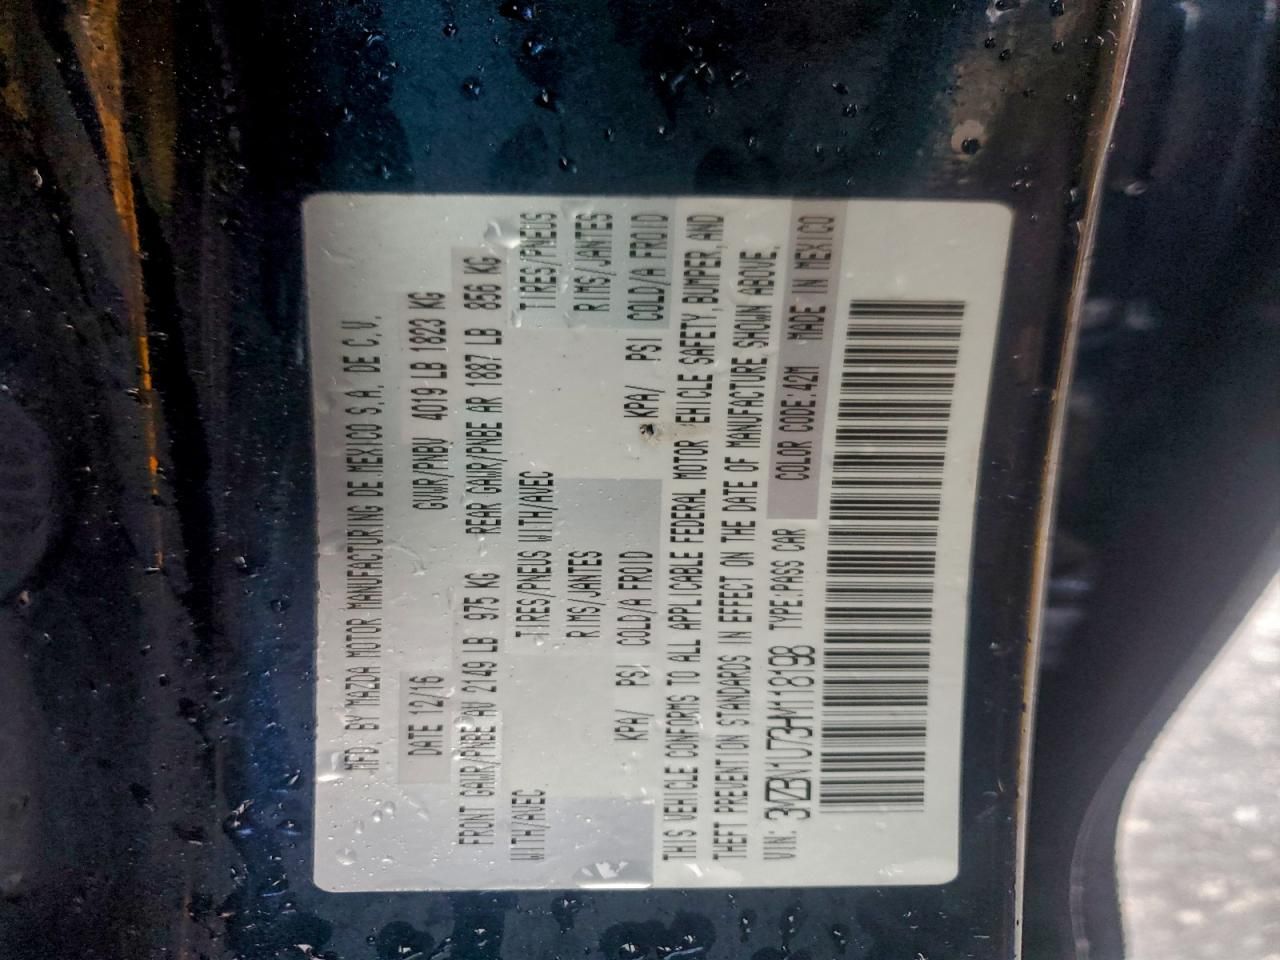 MFD. BY MAZDA MOTOR MANUFACTURING DE MEXICO S.A. DE C.V.
DATE 12/16 GVWR/PNBV 4019 LB 1823 KG
FRONT GAWR/PNBE AV 2149 LB 975 KG REAR GAWR/PNBE AR 1887 LB 856 KG
WITH/AVEC TIRES/PNEUS WITH/AVEC TIRES/PNEUS
RIMS/JANTES RIMS/JANTES
KPA/ PSI COLD/A FROID KPA/ PSI COLD/A FROID
THIS VEHICLE CONFORMS TO ALL APPLICABLE FEDERAL MOTOR VEHICLE SAFETY, BUMPER, AND
THEFT PREVENTION STANDARDS IN EFFECT ON THE DATE OF MANUFACTURE SHOWN ABOVE.
VIN: 3MZBN1U73HM118198 TYPE:PASS CAR COLOR CODE:42M MADE IN MEXICO